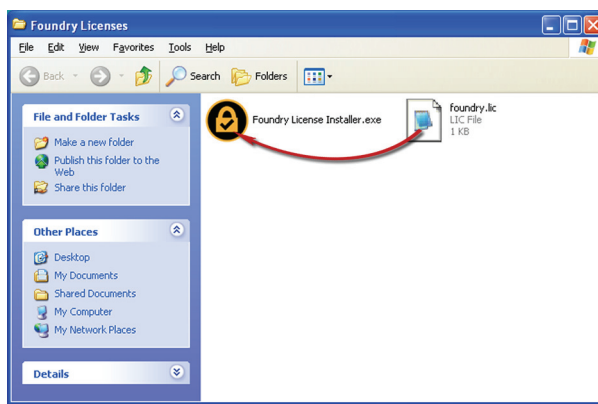 Foundry Licenses
File Edit View Favorites Tools Help
Back Search Folders
File and Folder Tasks
Make a new folder
Publish this folder to the
Web
Share this folder
Other Places
Desktop
My Documents
Shared Documents
My Computer
My Network Places
Details
Foundry License Installer.exe
foundry.lic
LIC File
1 KB